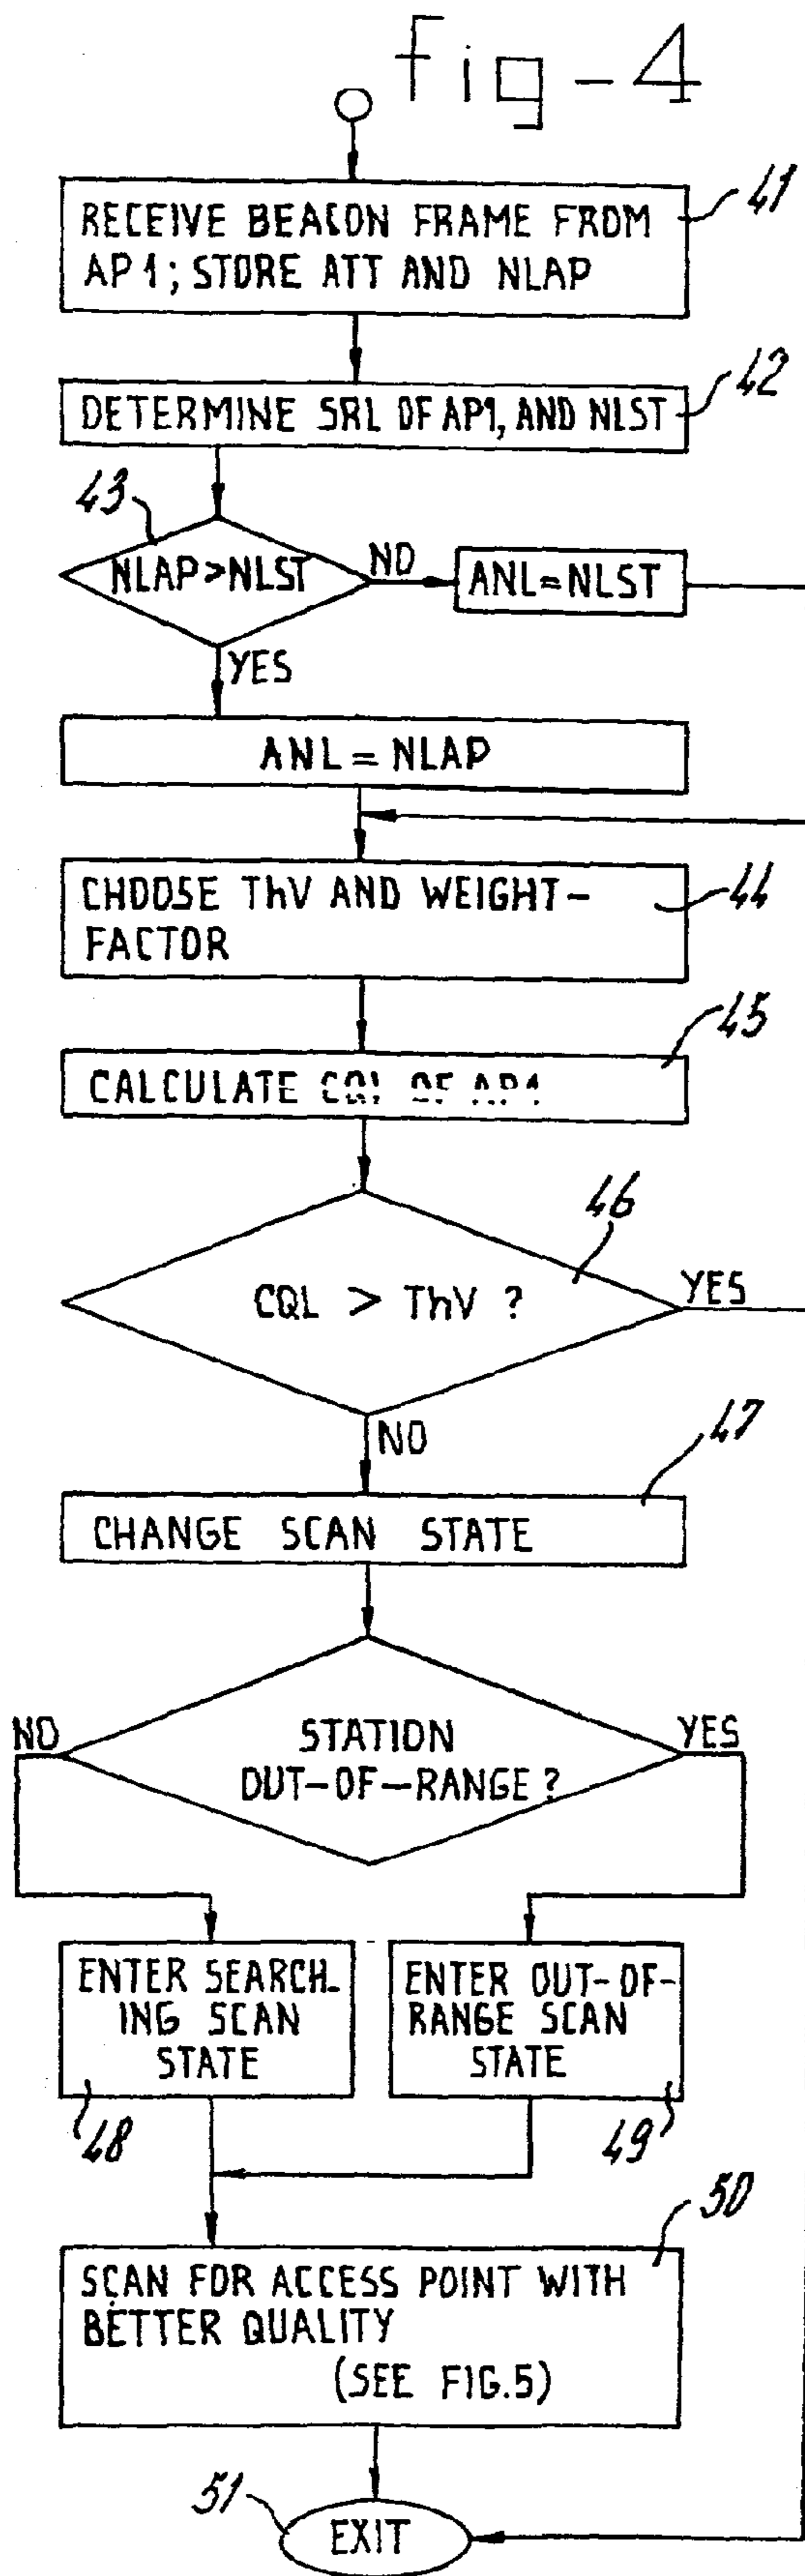 fig-4
RECEIVE BEACON FRAME FROM
AP1; STORE ATT AND NLAP
41
DETERMINE SRL OF AP1, AND NLST
42
43
NLAP>NLST
NO
ANL=NLST
YES
ANL = NLAP
CHOOSE ThV AND WEIGHT-
FACTOR
44
45
CALCULATE CQL OF AP1
46
CQL > ThV ?
YES
NO
47
CHANGE SCAN STATE
NO
STATION
YES
OUT-OF-RANGE?
ENTER SEARCH-
ING SCAN
STATE
48
ENTER OUT-OF-
RANGE SCAN
STATE
49
50
SCAN FOR ACCESS POINT WITH
BETTER QUALITY
(SEE FIG.5)
51
EXIT